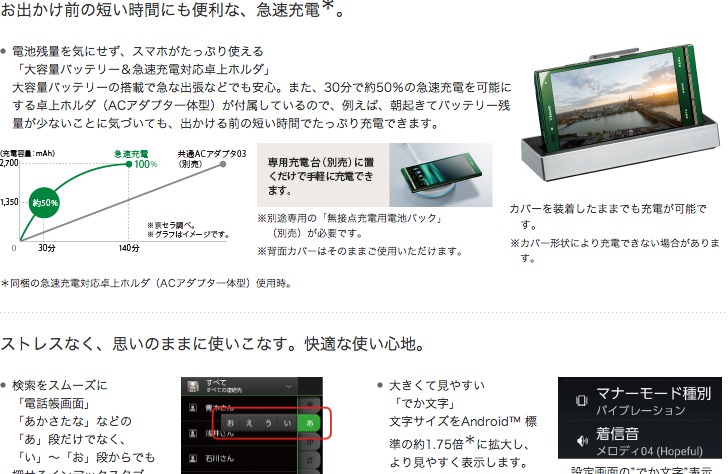 お出かけ前の短い時間にも便利な、急速充電＊。
● 電池残量を気にせず、スマホがたっぷり使える
「大容量バッテリー＆急速充電対応卓上ホルダ」
大容量バッテリーの搭載で急な出張などでも安心。また、30分で約50％の急速充電を可能に
する卓上ホルダ（ACアダプタ一体型）が付属しているので、例えば、朝起きてバッテリー残
量が少ないことに気づいても、出かける前の短い時間でたっぷり充電できます。
(充電容量：mAh)
急速充電
100％
共通ACアダプタ03
（別売）
2,700
1,350
約50％
※京セラ調べ。
※グラフはイメージです。
0
30分
140分
専用充電台（別売）に置
くだけで手軽に充電でき
ます。
※別途専用の「無接点充電用電池パック」
（別売）が必要です。
※背面カバーはそのままご使用いただけます。
カバーを装着したままでも充電が可能で
す。
※カバー形状により充電できない場合がありま
す。
＊同梱の急速充電対応卓上ホルダ（ACアダプタ一体型）使用時。
ストレスなく、思いのままに使いこなす。快適な使い心地。
● 検索をスムーズに
「電話帳画面」
「あかさたな」などの
「あ」段だけでなく、
「い」～「お」段からでも
探せるインデックスタブ
すべて
すべての連絡先
青木さん
お え う い あ
浅井さん
石川さん
● 大きくて見やすい
「でか文字」
文字サイズをAndroid™ 標
準の約1.75倍＊に拡大し、
より見やすく表示します。
マナーモード種別
バイブレーション
着信音
メロディ04 (Hopeful)
設定画面の"でか文字"表示